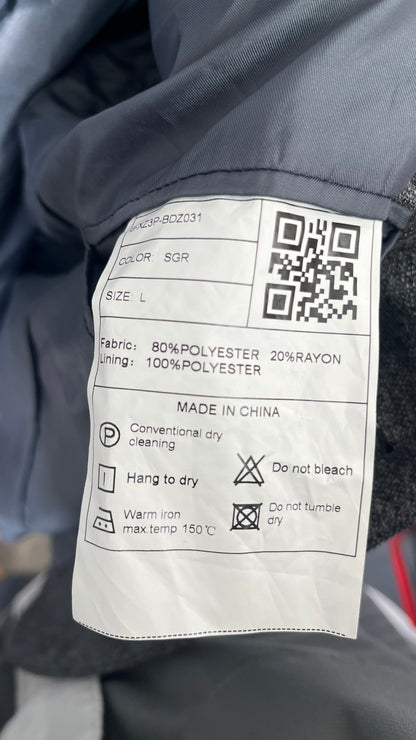 COLOR: SGR
SIZE: L
Fabric: 80%POLYESTER 20%RAYON
Lining: 100%POLYESTER
MADE IN CHINA
P
Conventional dry
cleaning
Hang to dry
Do not bleach
Warm iron
max.temp 150℃
Do not tumble
dry